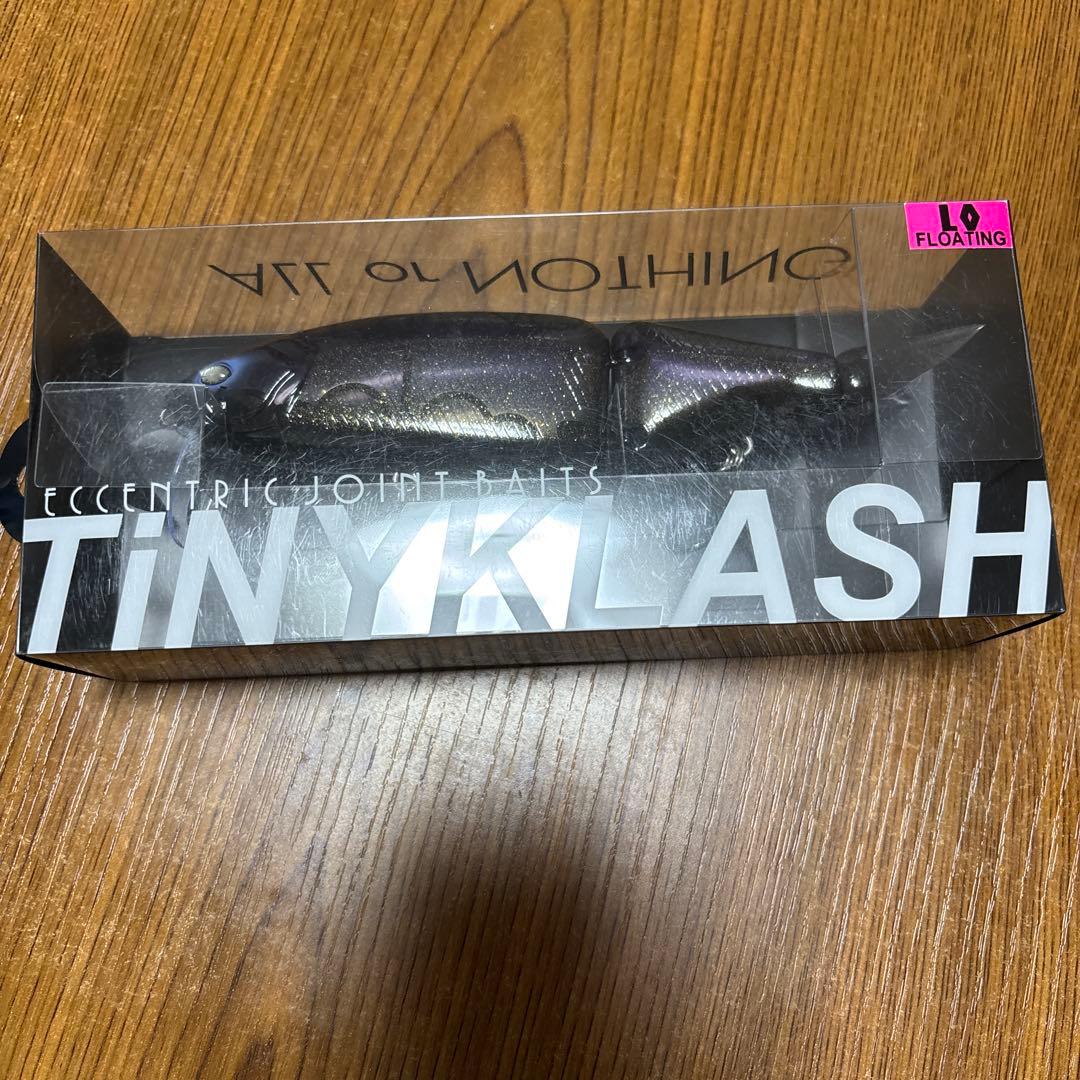 LO
FLOATING
ALL or NOTHING
ECCENTRIC JOINT BAITS
TiNYKLASH